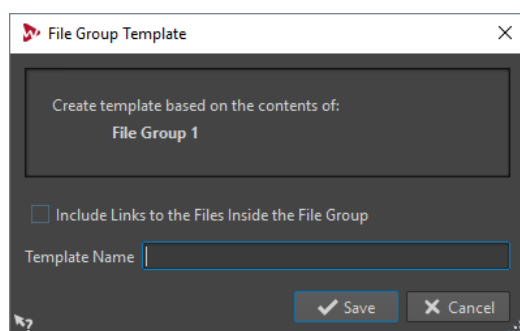 File Group Template
Create template based on the contents of:
File Group 1
Include Links to the Files Inside the File Group
Template Name
Save Cancel
?